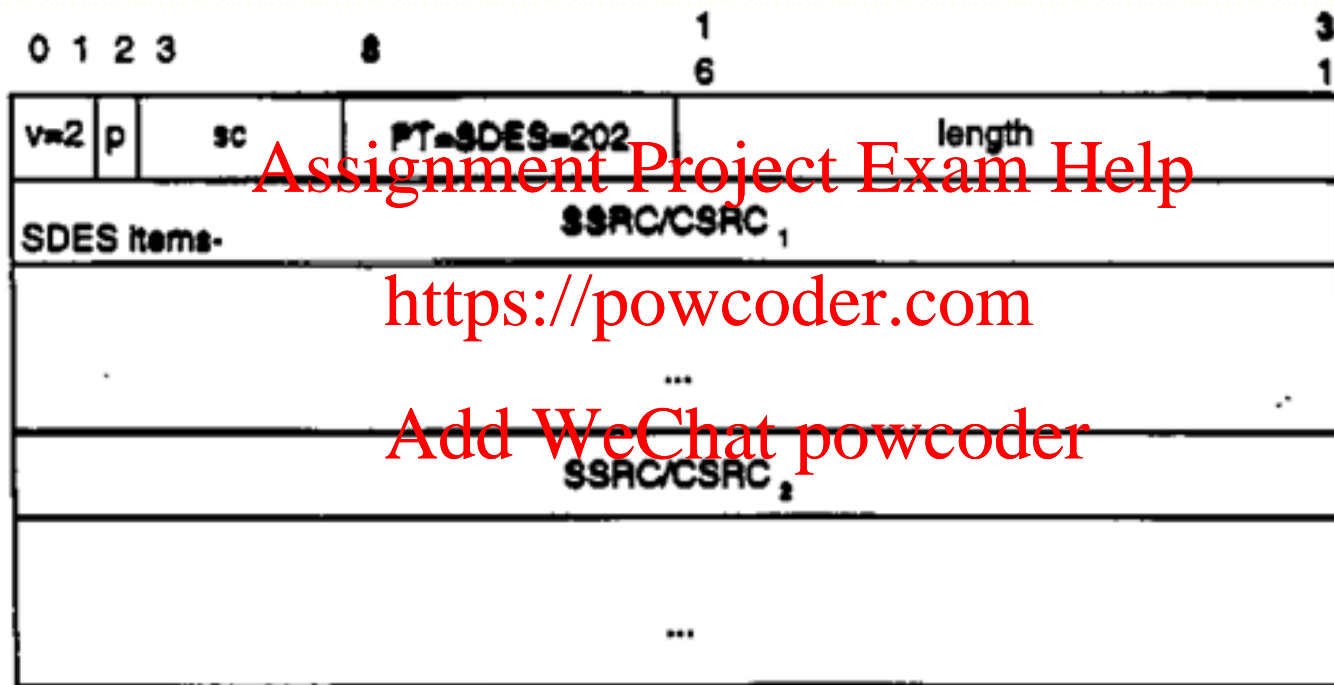 1 3
0 1 2 3 8 6 1
v=2 p sc PT=SDES=202 length
Assignment Project Exam Help
SSRC/CSRC 1
SDES items-
https://powcoder.com
...
Add WeChat powcoder
SSRC/CSRC 2
...